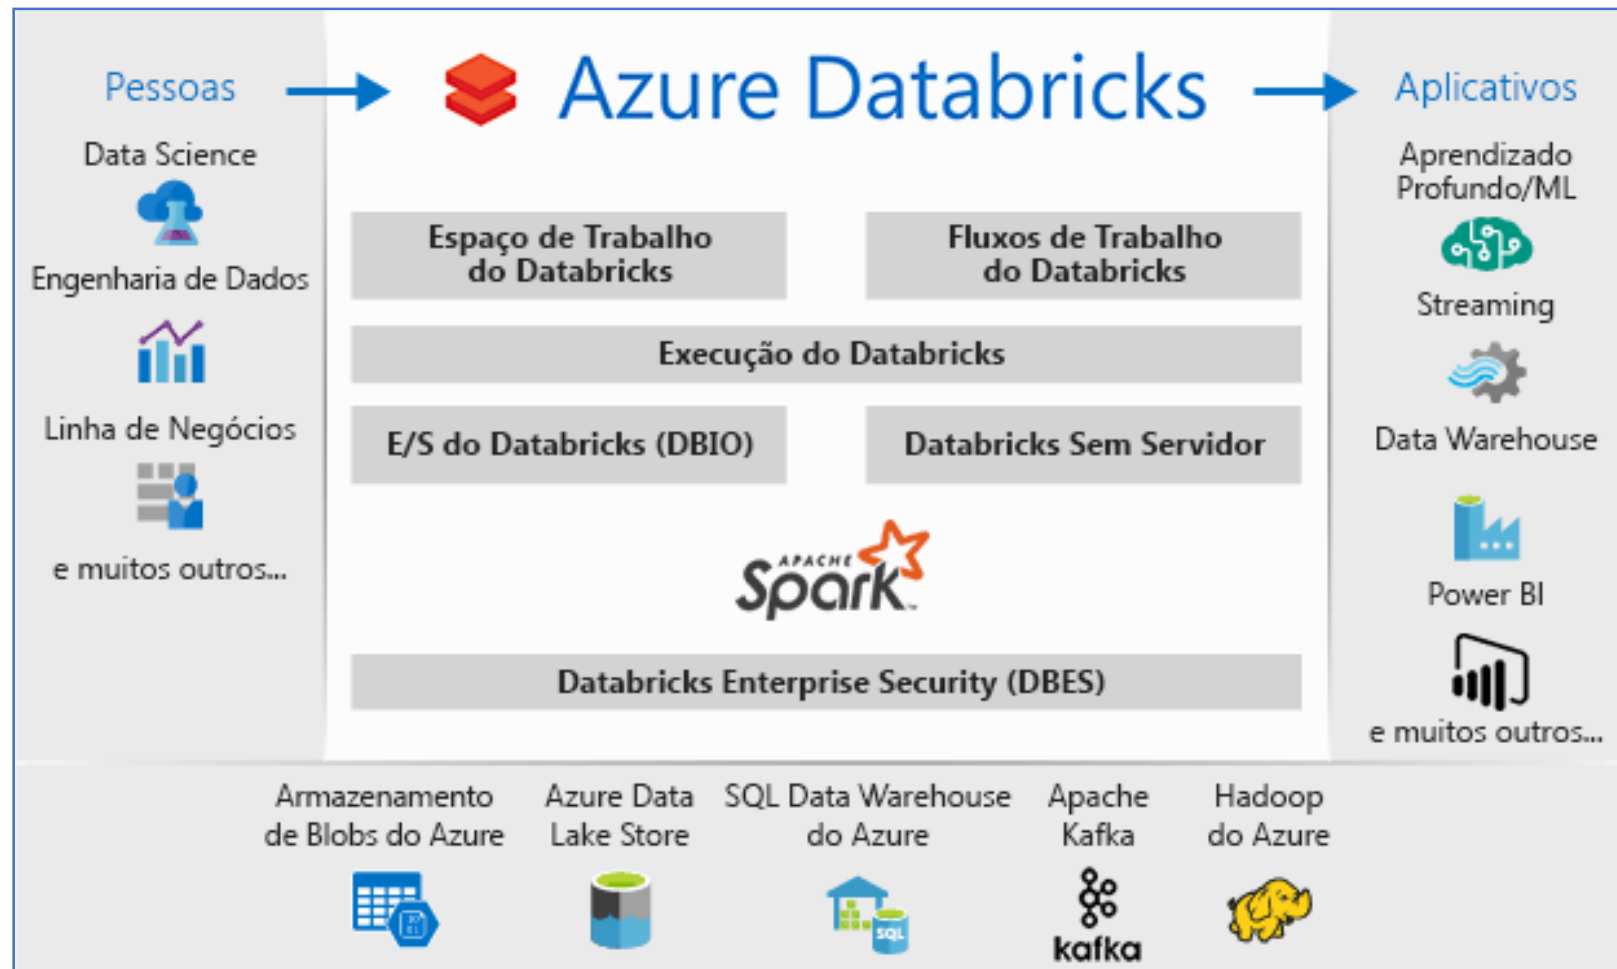 Pessoas
Data Science
Engenharia de Dados
Linha de Negócios
e muitos outros...
Azure Databricks
Espaço de Trabalho
do Databricks
Fluxos de Trabalho
do Databricks
Execução do Databricks
E/S do Databricks (DBIO)
Databricks Sem Servidor
APACHE
Spark
Databricks Enterprise Security (DBES)
Aplicativos
Aprendizado
Profundo/ML
Streaming
Data Warehouse
Power BI
e muitos outros...
Armazenamento
de Blobs do Azure
Azure Data
Lake Store
SQL Data Warehouse
do Azure
SQL
Apache
Kafka
kafka
Hadoop
do Azure